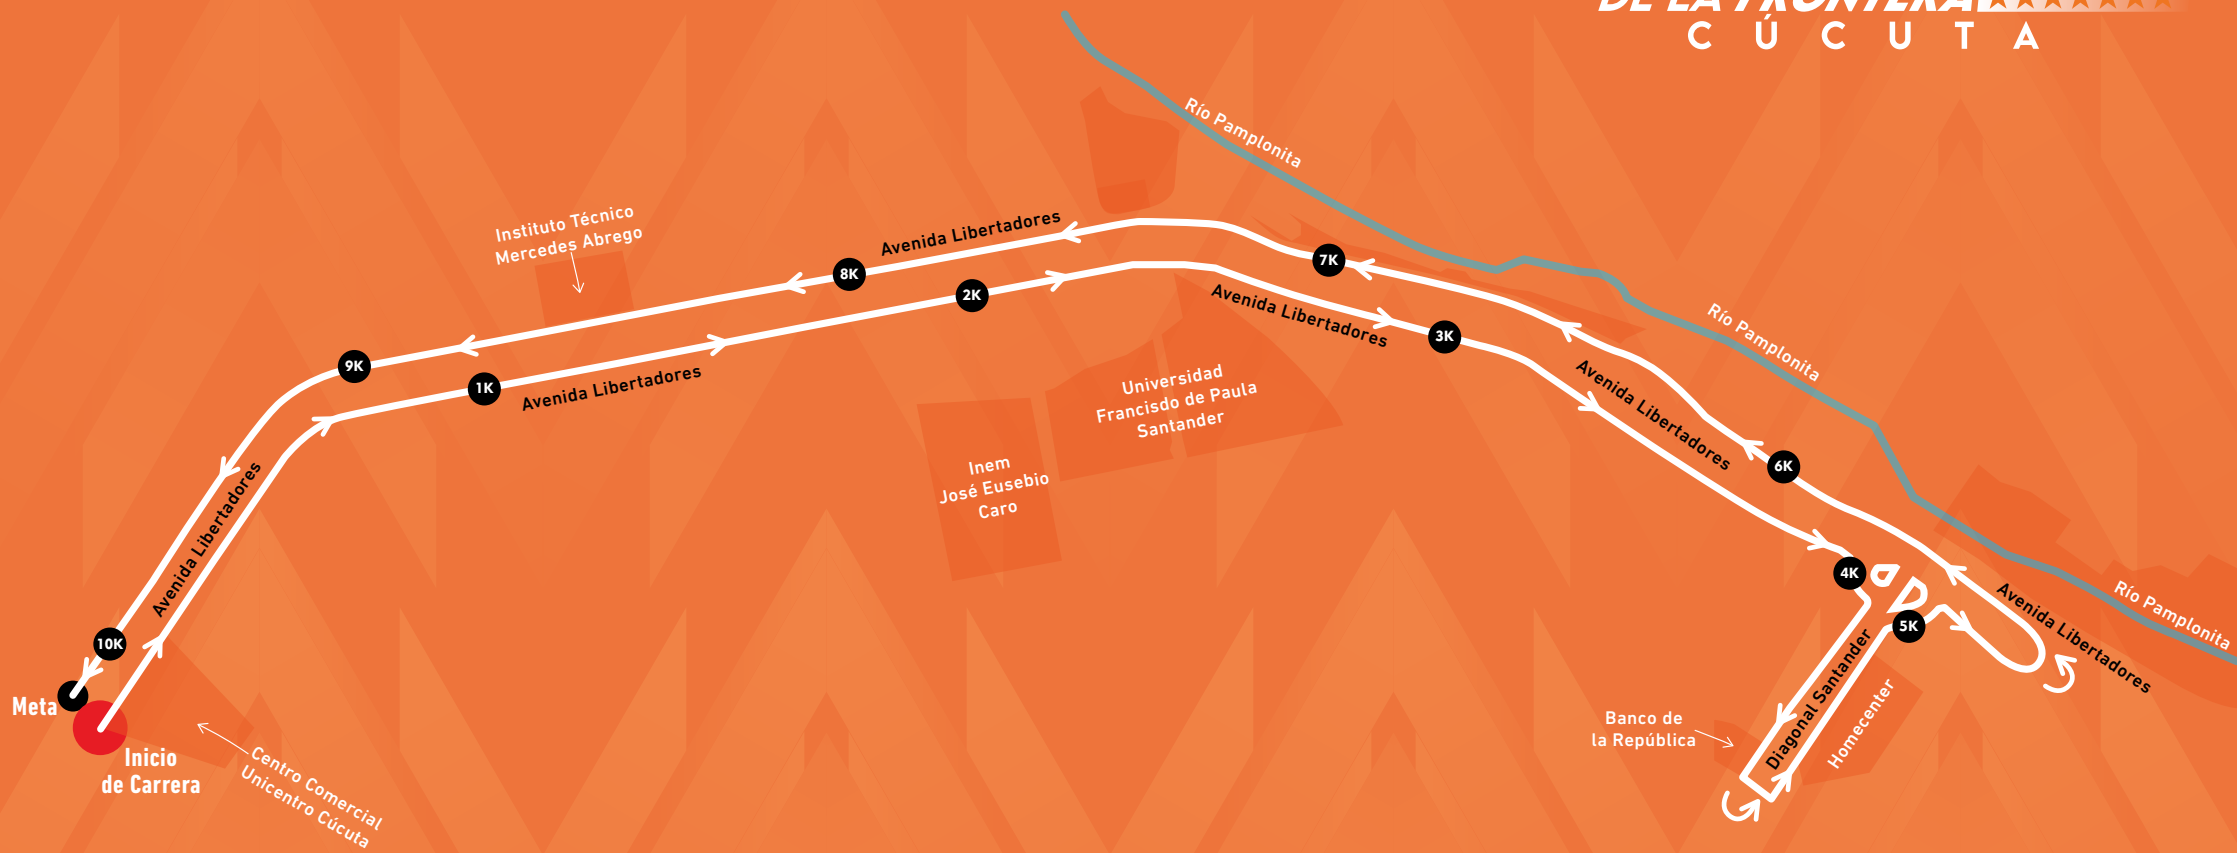 DE LA FRONTERA
CÚCUTA
Río Pamplonita
Instituto Técnico
Mercedes Abrego
Avenida Libertadores
8K
7K
2K
Avenida Libertadores
3K
Río Pamplonita
9K
1K
Avenida Libertadores
Universidad
Francisdo de Paula
Santander
Avenida Libertadores
6K
Inem
José Eusebio
Caro
Avenida Libertadores
4K
5K
Avenida Libertadores
Río Pamplonita
10K
Meta
Inicio
de Carrera
Centro Comercial
Unicentro Cúcuta
Banco de
la República
Diagonal Santander
Homecenter